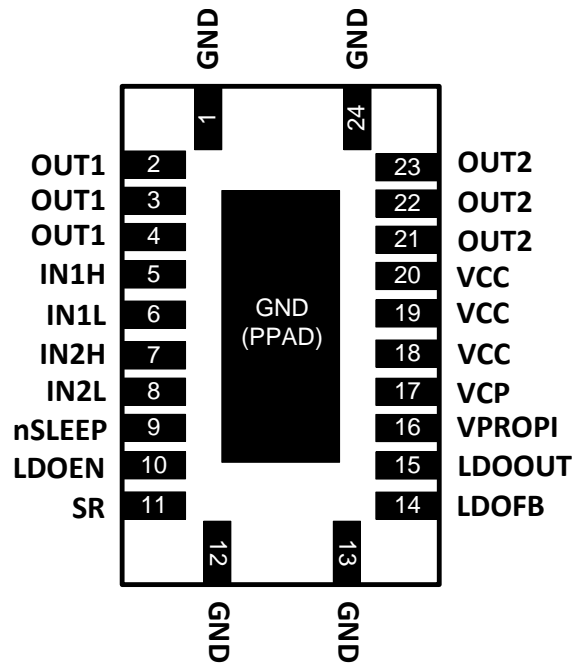 GND GND
1 24
OUT1 2 23 OUT2
OUT1 3 22 OUT2
OUT1 4 21 OUT2
IN1H 5 20 VCC
IN1L 6 19 VCC
GND
(PPAD)
IN2H 7 18 VCC
IN2L 8 17 VCP
nSLEEP 9 16 VPROPI
LDOEN 10 15 LDOOUT
SR 11 14 LDOFB
12 13
GND GND